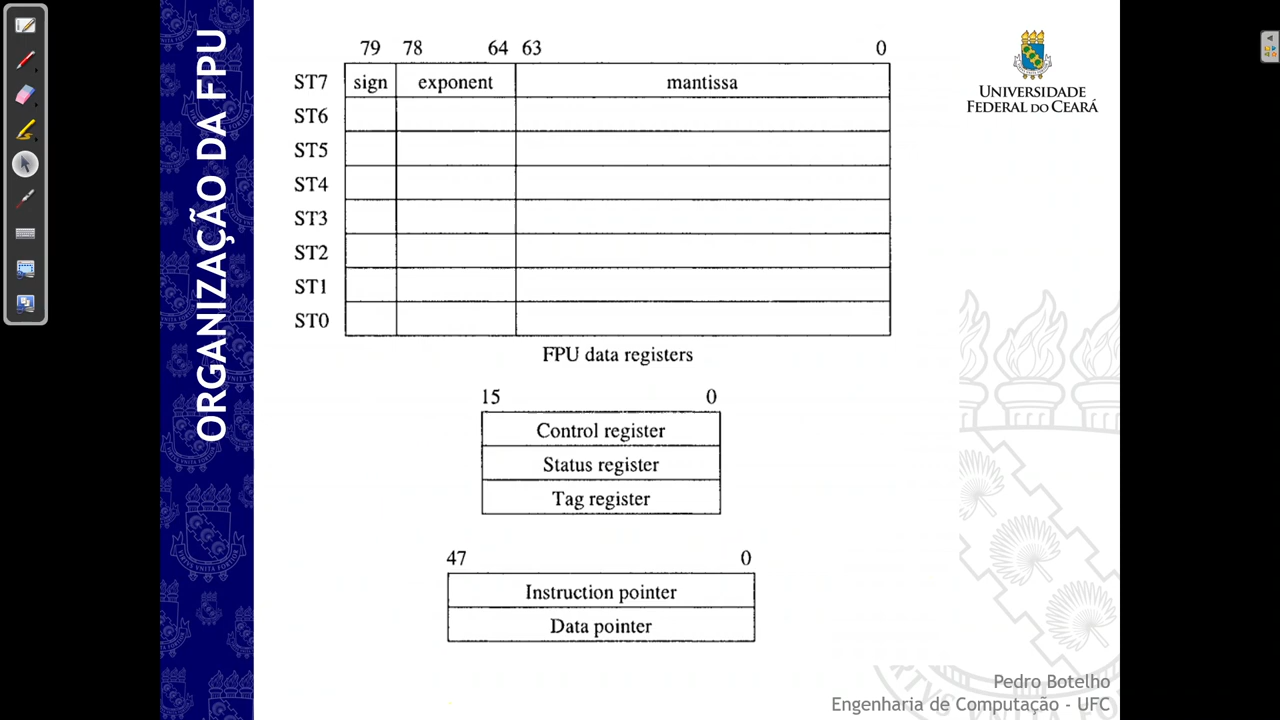 ORGANIZAÇÃO DA FPU
79 78 64 63 0
ST7 sign exponent mantissa
ST6
ST5
ST4
ST3
ST2
ST1
ST0
FPU data registers
15 0
Control register
Status register
Tag register
47 0
Instruction pointer
Data pointer
UNIVERSIDADE
FEDERAL DO CEARÁ
Pedro Botelho
Engenharia de Computação - UFC